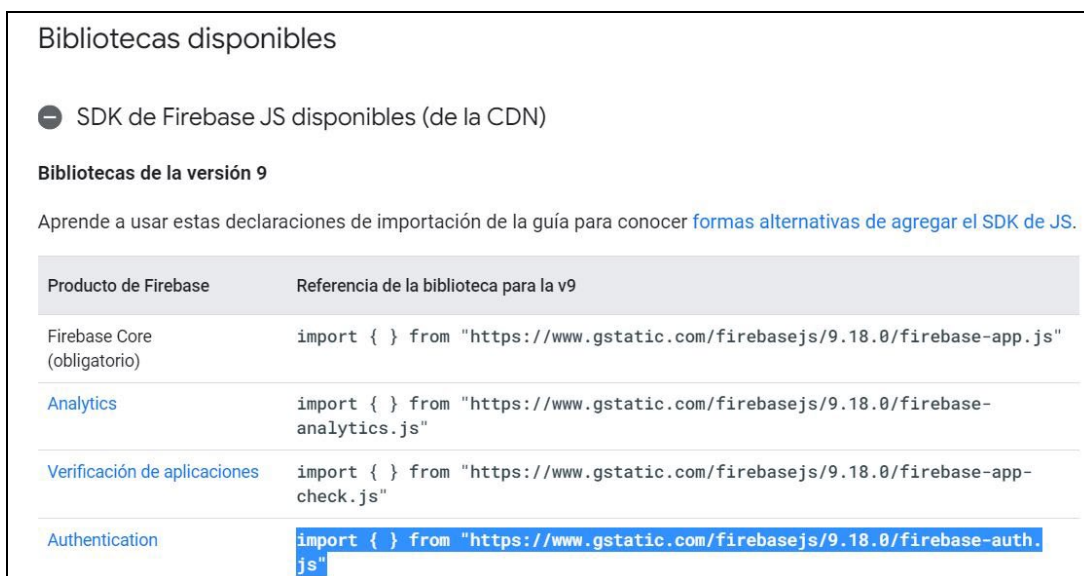 Bibliotecas disponibles
SDK de Firebase JS disponibles (de la CDN)
Bibliotecas de la versión 9
Aprende a usar estas declaraciones de importación de la guía para conocer formas alternativas de agregar el SDK de JS.
Producto de Firebase Referencia de la biblioteca para la v9
Firebase Core import { } from "https://www.gstatic.com/firebasejs/9.18.0/firebase-app.js"
(obligatorio)
Analytics import { } from "https://www.gstatic.com/firebasejs/9.18.0/firebase-
analytics.js"
Verificación de aplicaciones import { } from "https://www.gstatic.com/firebasejs/9.18.0/firebase-app-
check.js"
Authentication import { } from "https://www.gstatic.com/firebasejs/9.18.0/firebase-auth.
js"